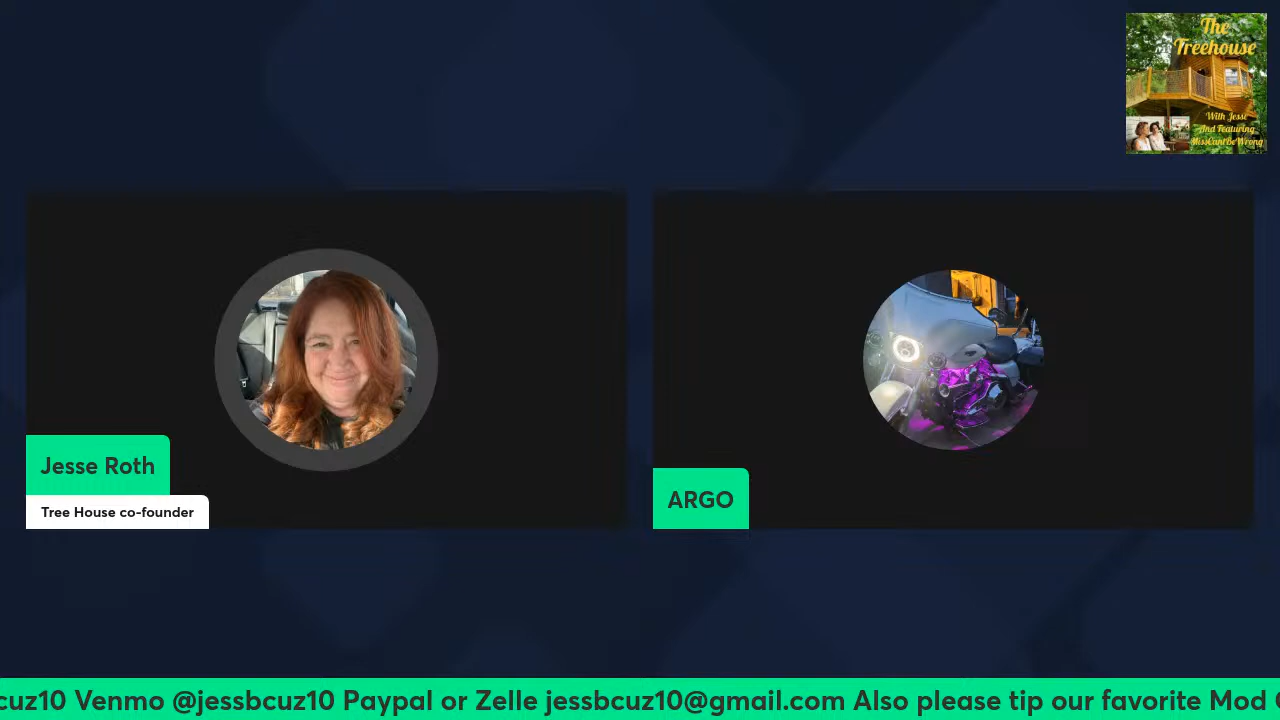 The
Treehouse
With Jesse
And Featuring
MissCantBeWrong
Jesse Roth
Tree House co-founder
ARGO
cuz10 Venmo @jessbcuz10 Paypal or Zelle jessbcuz10@gmail.com Also please tip our favorite Mod